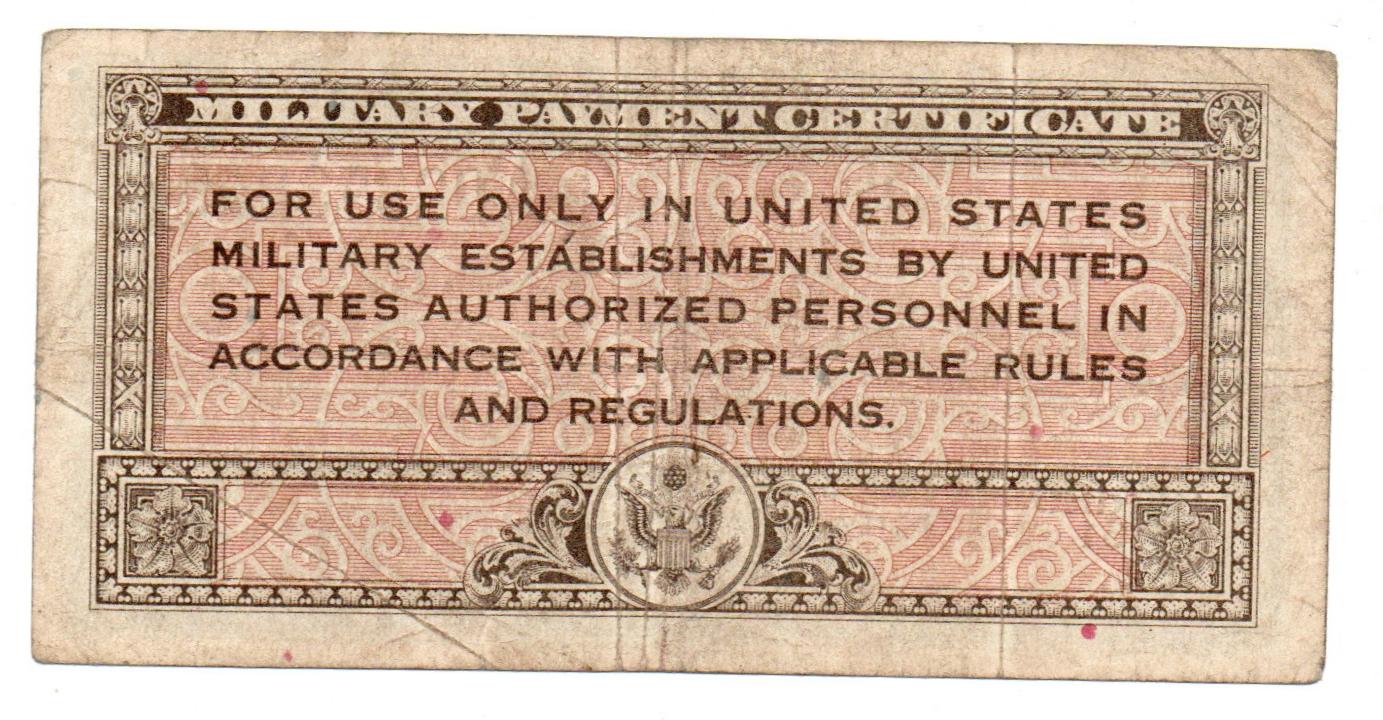 MILITARY PAYMENT CERTIFICATE
FOR USE ONLY IN UNITED STATES
MILITARY ESTABLISHMENTS BY UNITED
STATES AUTHORIZED PERSONNEL IN
ACCORDANCE WITH APPLICABLE RULES
AND REGULATIONS.